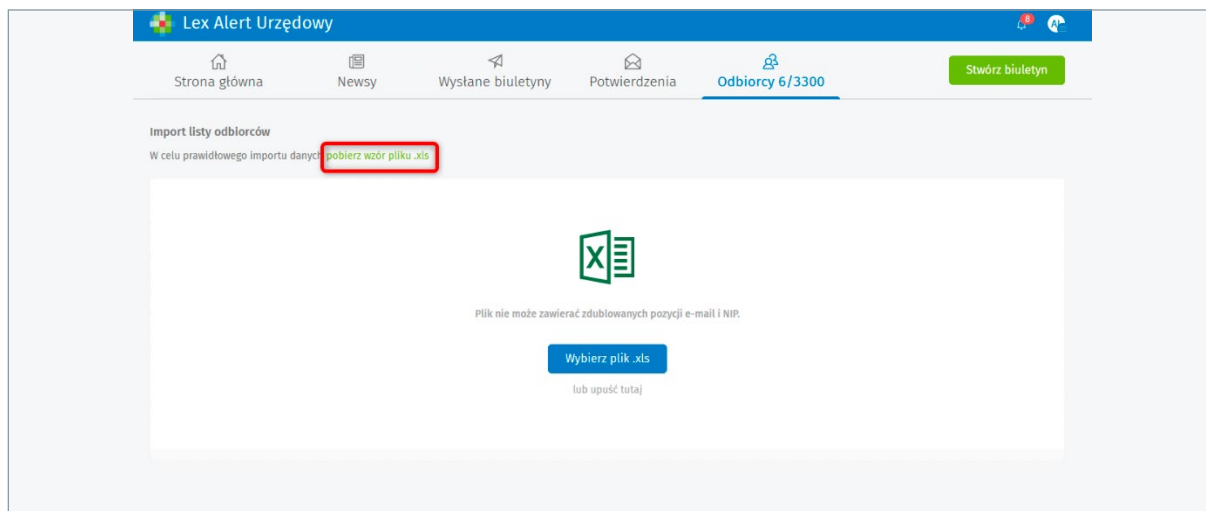 Lex Alert Urzędowy
8
Strona główna
Newsy
Wysłane biuletyny
Potwierdzenia
Odbiorcy 6/3300
Stwórz biuletyn
Import listy odbiorców
W celu prawidłowego importu danych pobierz wzór pliku .xls
X
Plik nie może zawierać zdublowanych pozycji e-mail i NIP.
Wybierz plik .xls
lub upuść tutaj